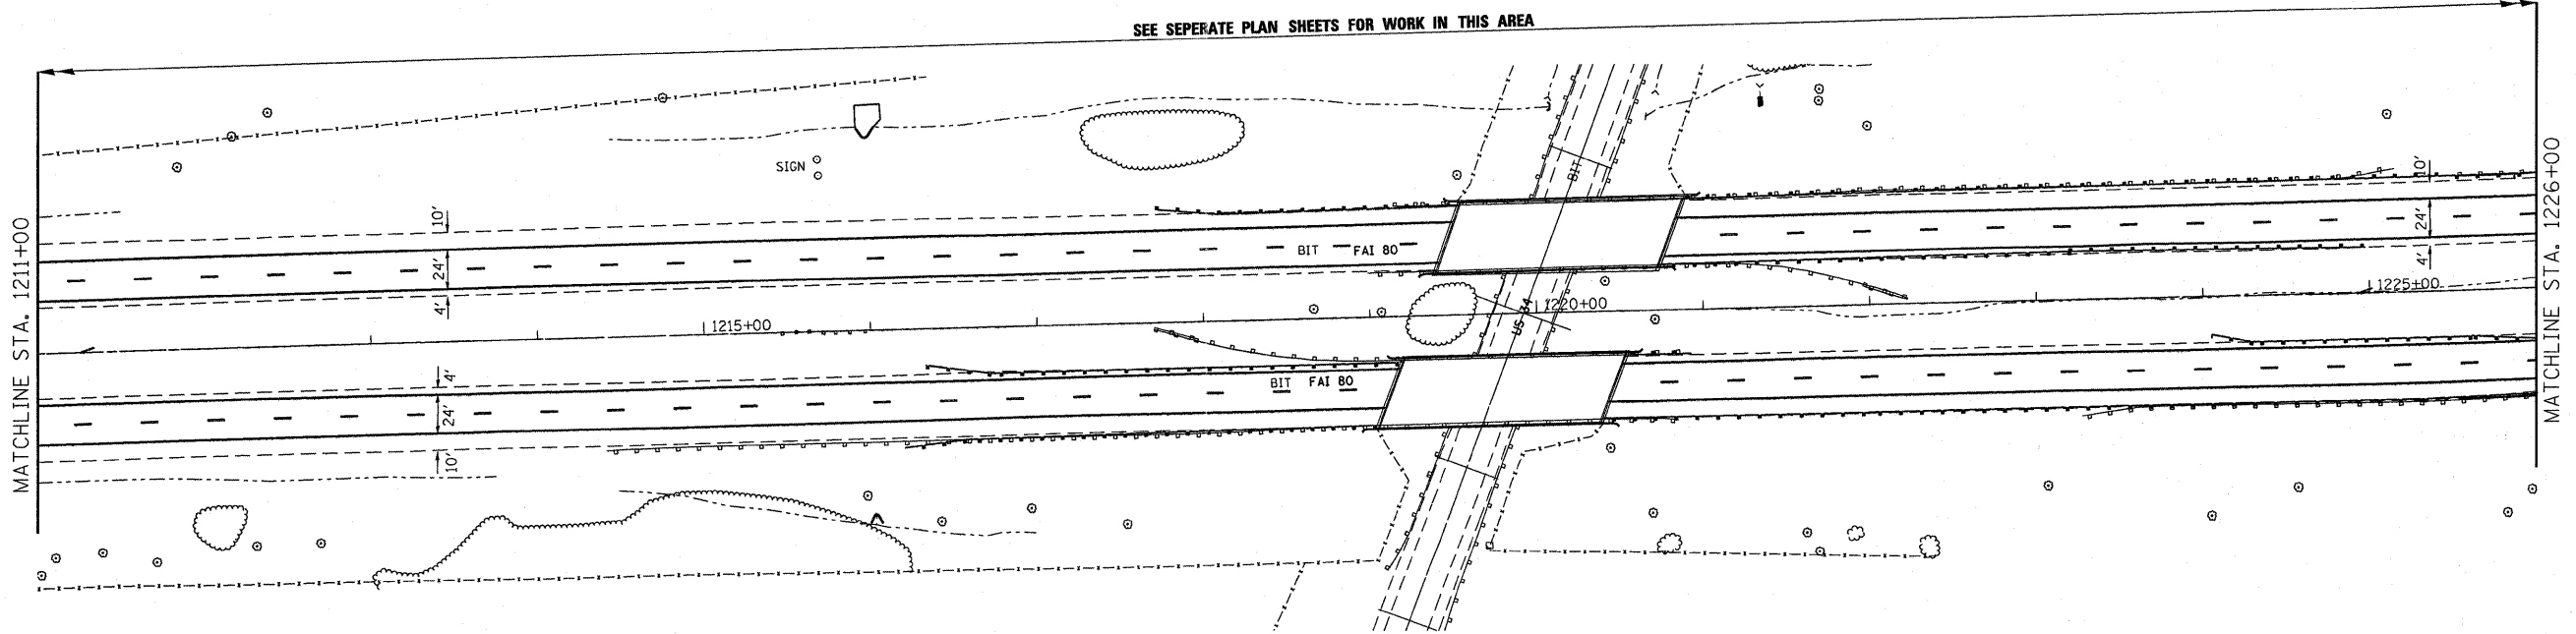 SEE SEPERATE PLAN SHEETS FOR WORK IN THIS AREA
MATCHLINE STA. 1211+00
MATCHLINE STA. 1226+00
SIGN
BIT
10'
24'
4'
BIT FAI 80
10'
24'
4'
1215+00
US 34
1220+00
1225+00
4'
24'
10'
BIT FAI 80